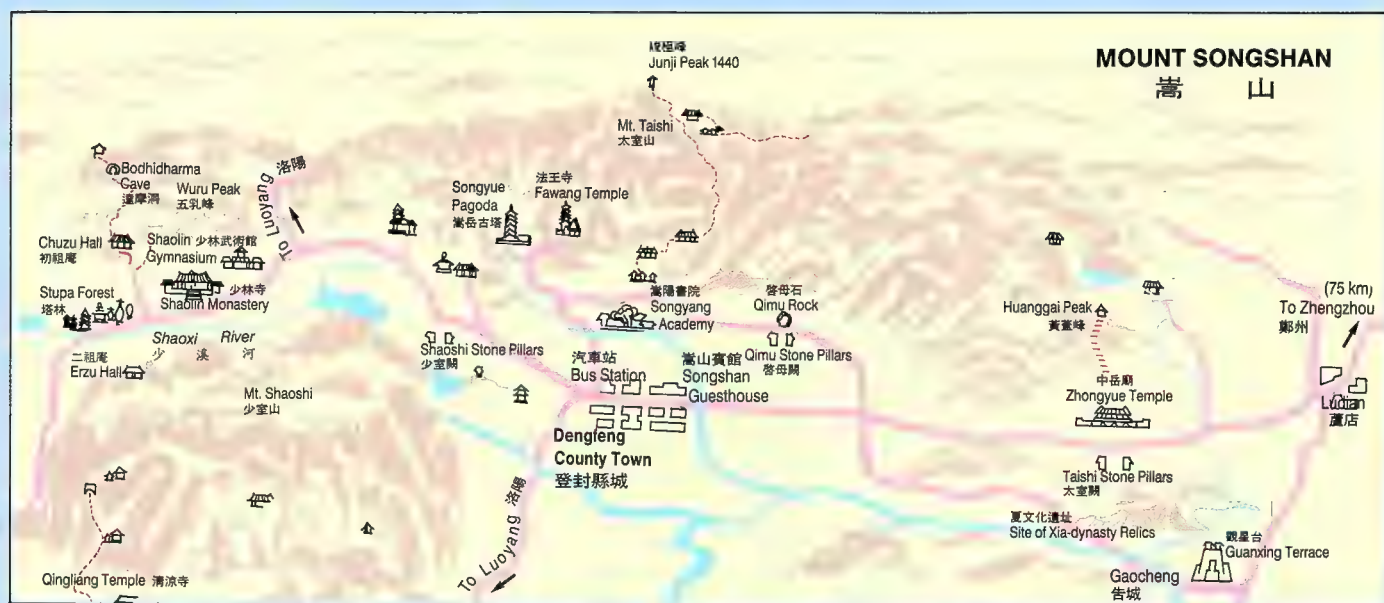 MOUNT SONGSHAN
嵩 山
Junji Peak 1440
Mt. Taishi
太室山
Bodhidharma
Cave
達摩洞
Wuru Peak
五乳峰
To Luoyang 洛陽
Songyue
Pagoda
嵩岳古塔
法王寺
Fawang Temple
Chuzu Hall
初祖庵
Shaolin 少林武術館
Gymnasium
少林寺
Shaolin Monastery
Stupa Forest
塔林
Shaoxi River
少 溪 河
二祖庵
Erzu Hall
Mt. Shaoshi
少室山
Shaoshi Stone Pillars
少室闕
嵩陽書院
Songyang
Academy
啓母石
Qimu Rock
Qimu Stone Pillars
啓母闕
汽車站
Bus Station
嵩山賓館
Songshan
Guesthouse
Dengfeng
County Town
登封縣城
To Luoyang 洛陽
Huanggai Peak
黃蓋峰
中岳廟
Zhongyue Temple
Taishi Stone Pillars
太室闕
(75 km)
To Zhengzhou
鄭州
Ludian
蘆店
夏文化遺址
Site of Xia-dynasty Relics
觀星台
Guanxing Terrace
Gaocheng
告城
Qingliang Temple 清涼寺